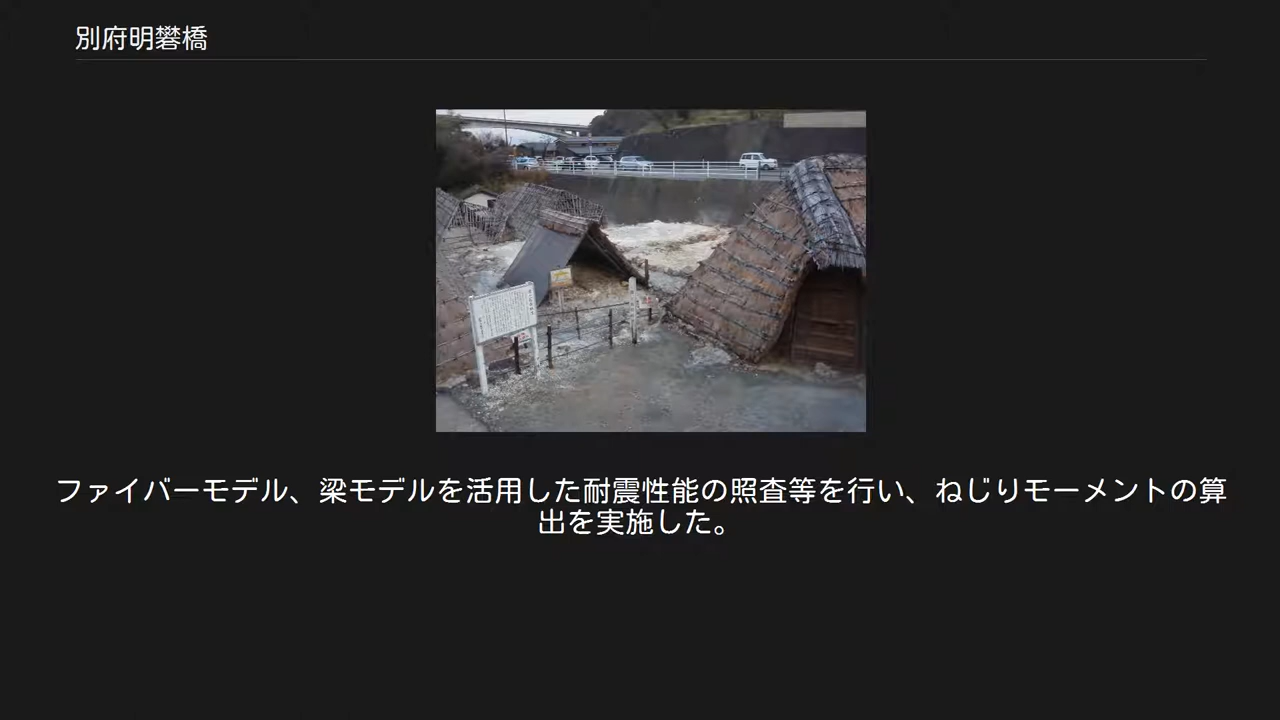 別府明礬橋
ファイバーモデル、梁モデルを活用した耐震性能の照査等を行い、ねじりモーメントの算
出を実施した。